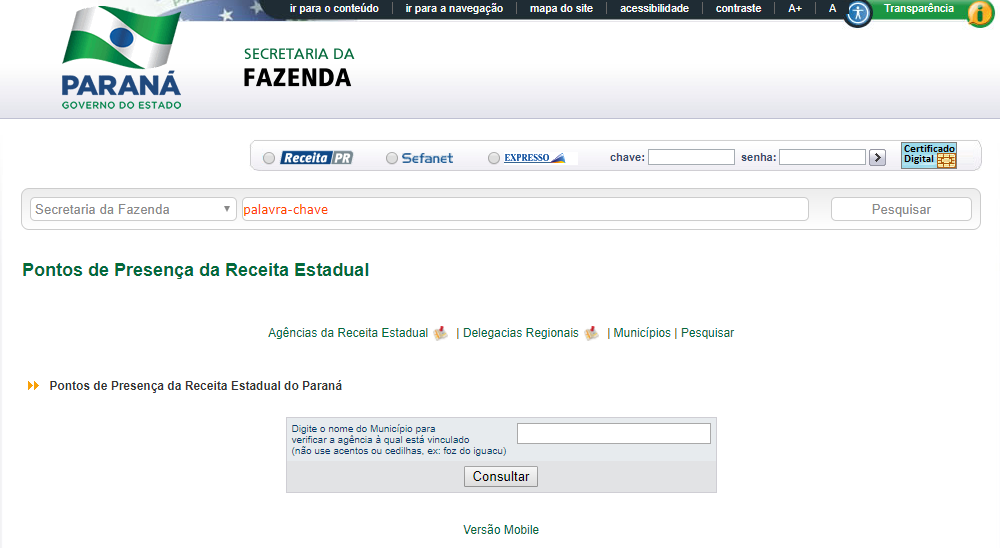 ir para o conteúdo | ir para a navegação | mapa do site | acessibilidade | contraste | A+ | A
Transparência
PARANÁ
GOVERNO DO ESTADO
SECRETARIA DA
FAZENDA
Receita PR
Sefanet
EXPRESSO
chave:
senha:
Certificado
Digital
Secretaria da Fazenda
palavra-chave
Pesquisar
Pontos de Presença da Receita Estadual
Agências da Receita Estadual | Delegacias Regionais | Municípios | Pesquisar
Pontos de Presença da Receita Estadual do Paraná
Digite o nome do Município para
verificar a agência à qual está vinculado
(não use acentos ou cedilhas, ex: foz do iguacu)
Consultar
Versão Mobile